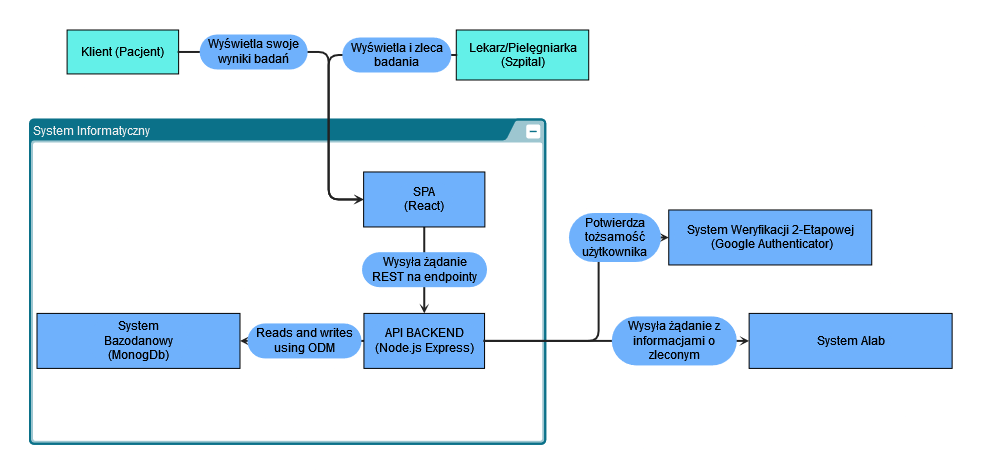 Klient (Pacjent)
Wyświetla swoje
wyniki badań
Wyświetla i zleca
badania
Lekarz/Pielęgniarka
(Szpital)
System Informatyczny
SPA
(React)
Wysyła żądanie
REST na endpointy
Potwierdza
tożsamość
użytkownika
System Weryfikacji 2-Etapowej
(Google Authenticator)
System
Bazodanowy
(MonogDb)
Reads and writes
using ODM
API BACKEND
(Node.js Express)
Wysyła żądanie z
informacjami o
zleconym
System Alab